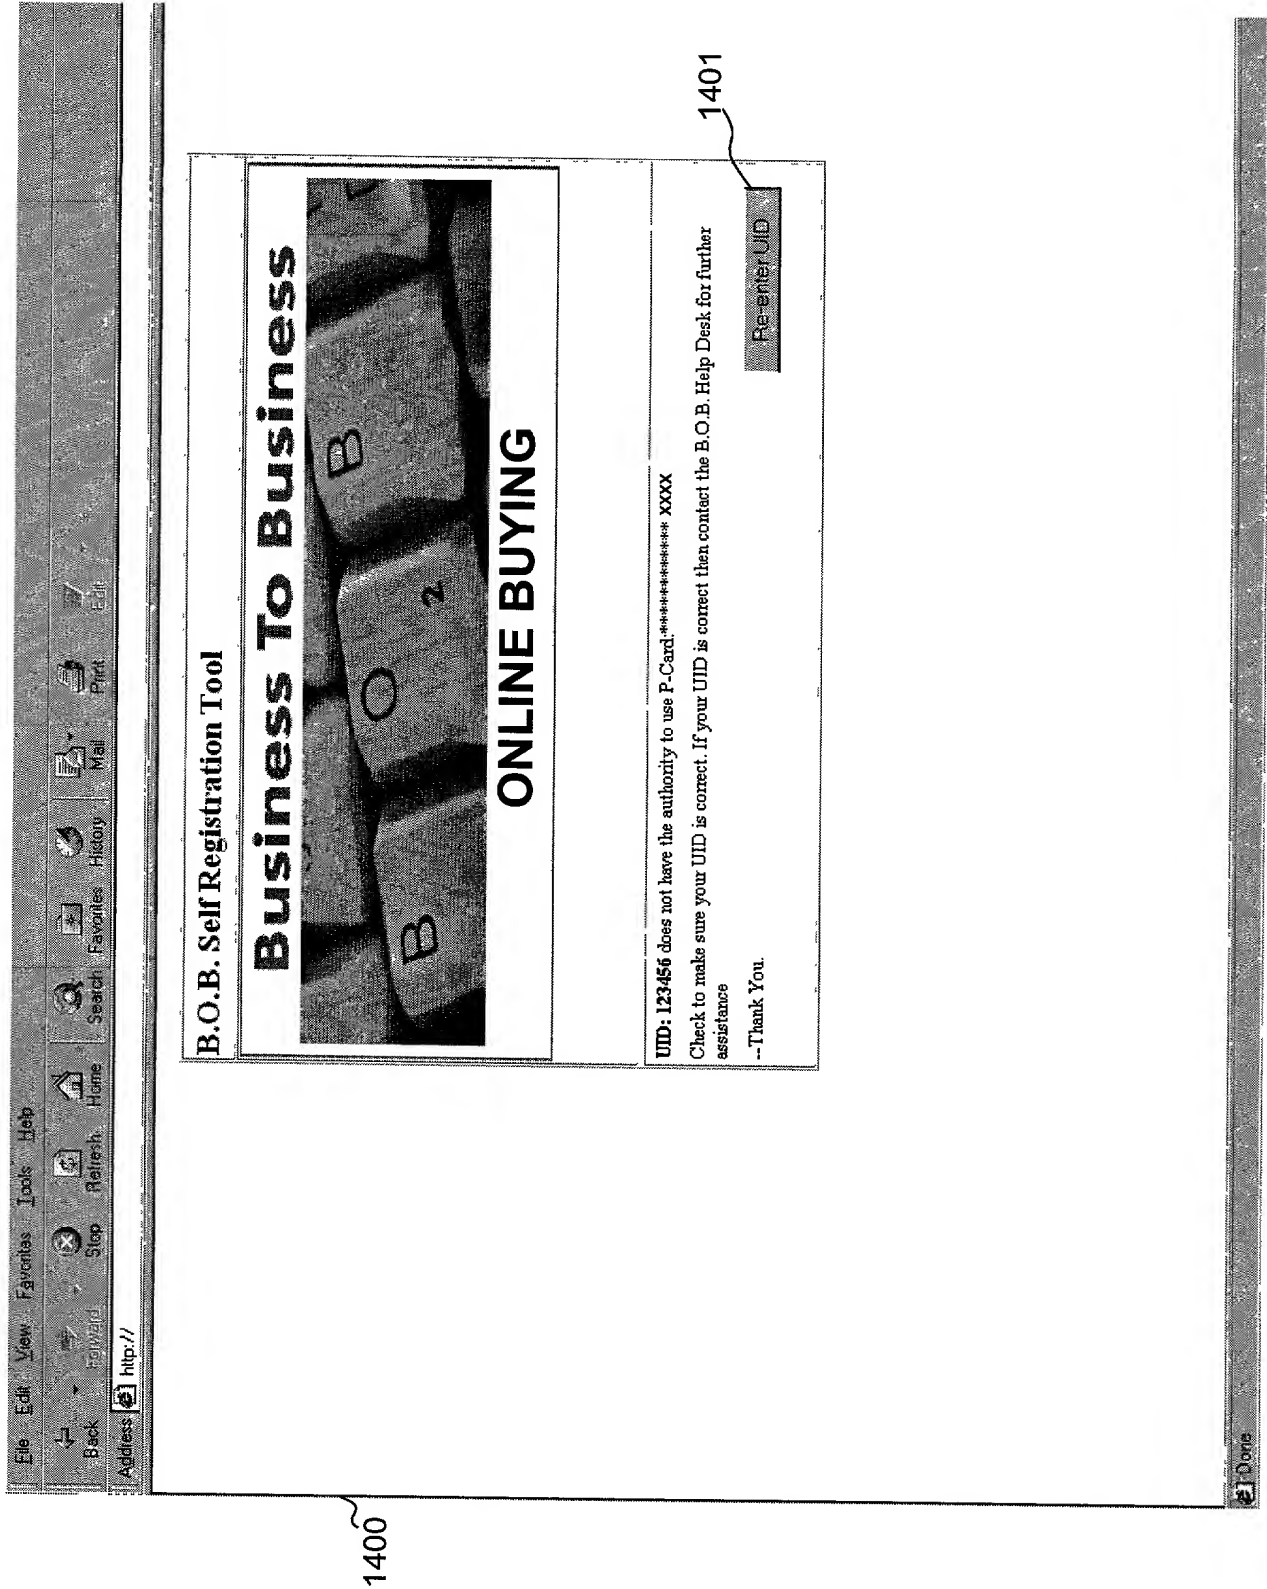 File Edit View Favorites Tools Help
Back Forward Stop Refresh Home Search Favorites History Mail Print Edit
Address http://
1400
B.O.B. Self Registration Tool
Business To Business
B O 2 B
ONLINE BUYING
UID: 123456 does not have the authority to use P-Card:************ XXXX
Check to make sure your UID is correct. If your UID is correct then contact the B.O.B. Help Desk for further
assistance
--Thank You.
Re-enter UID
1401
Done